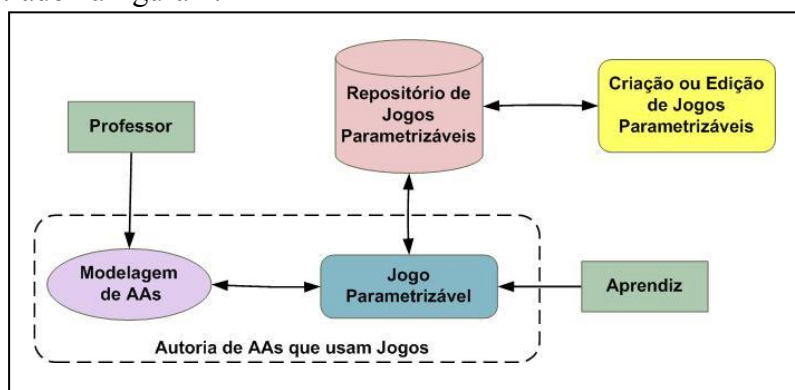 Repositório de
Jogos
Parametrizáveis
Criação ou Edição
de Jogos
Parametrizáveis
Professor
Modelagem
de AAs
Jogo
Parametrizável
Aprendiz
Autoria de AAs que usam Jogos